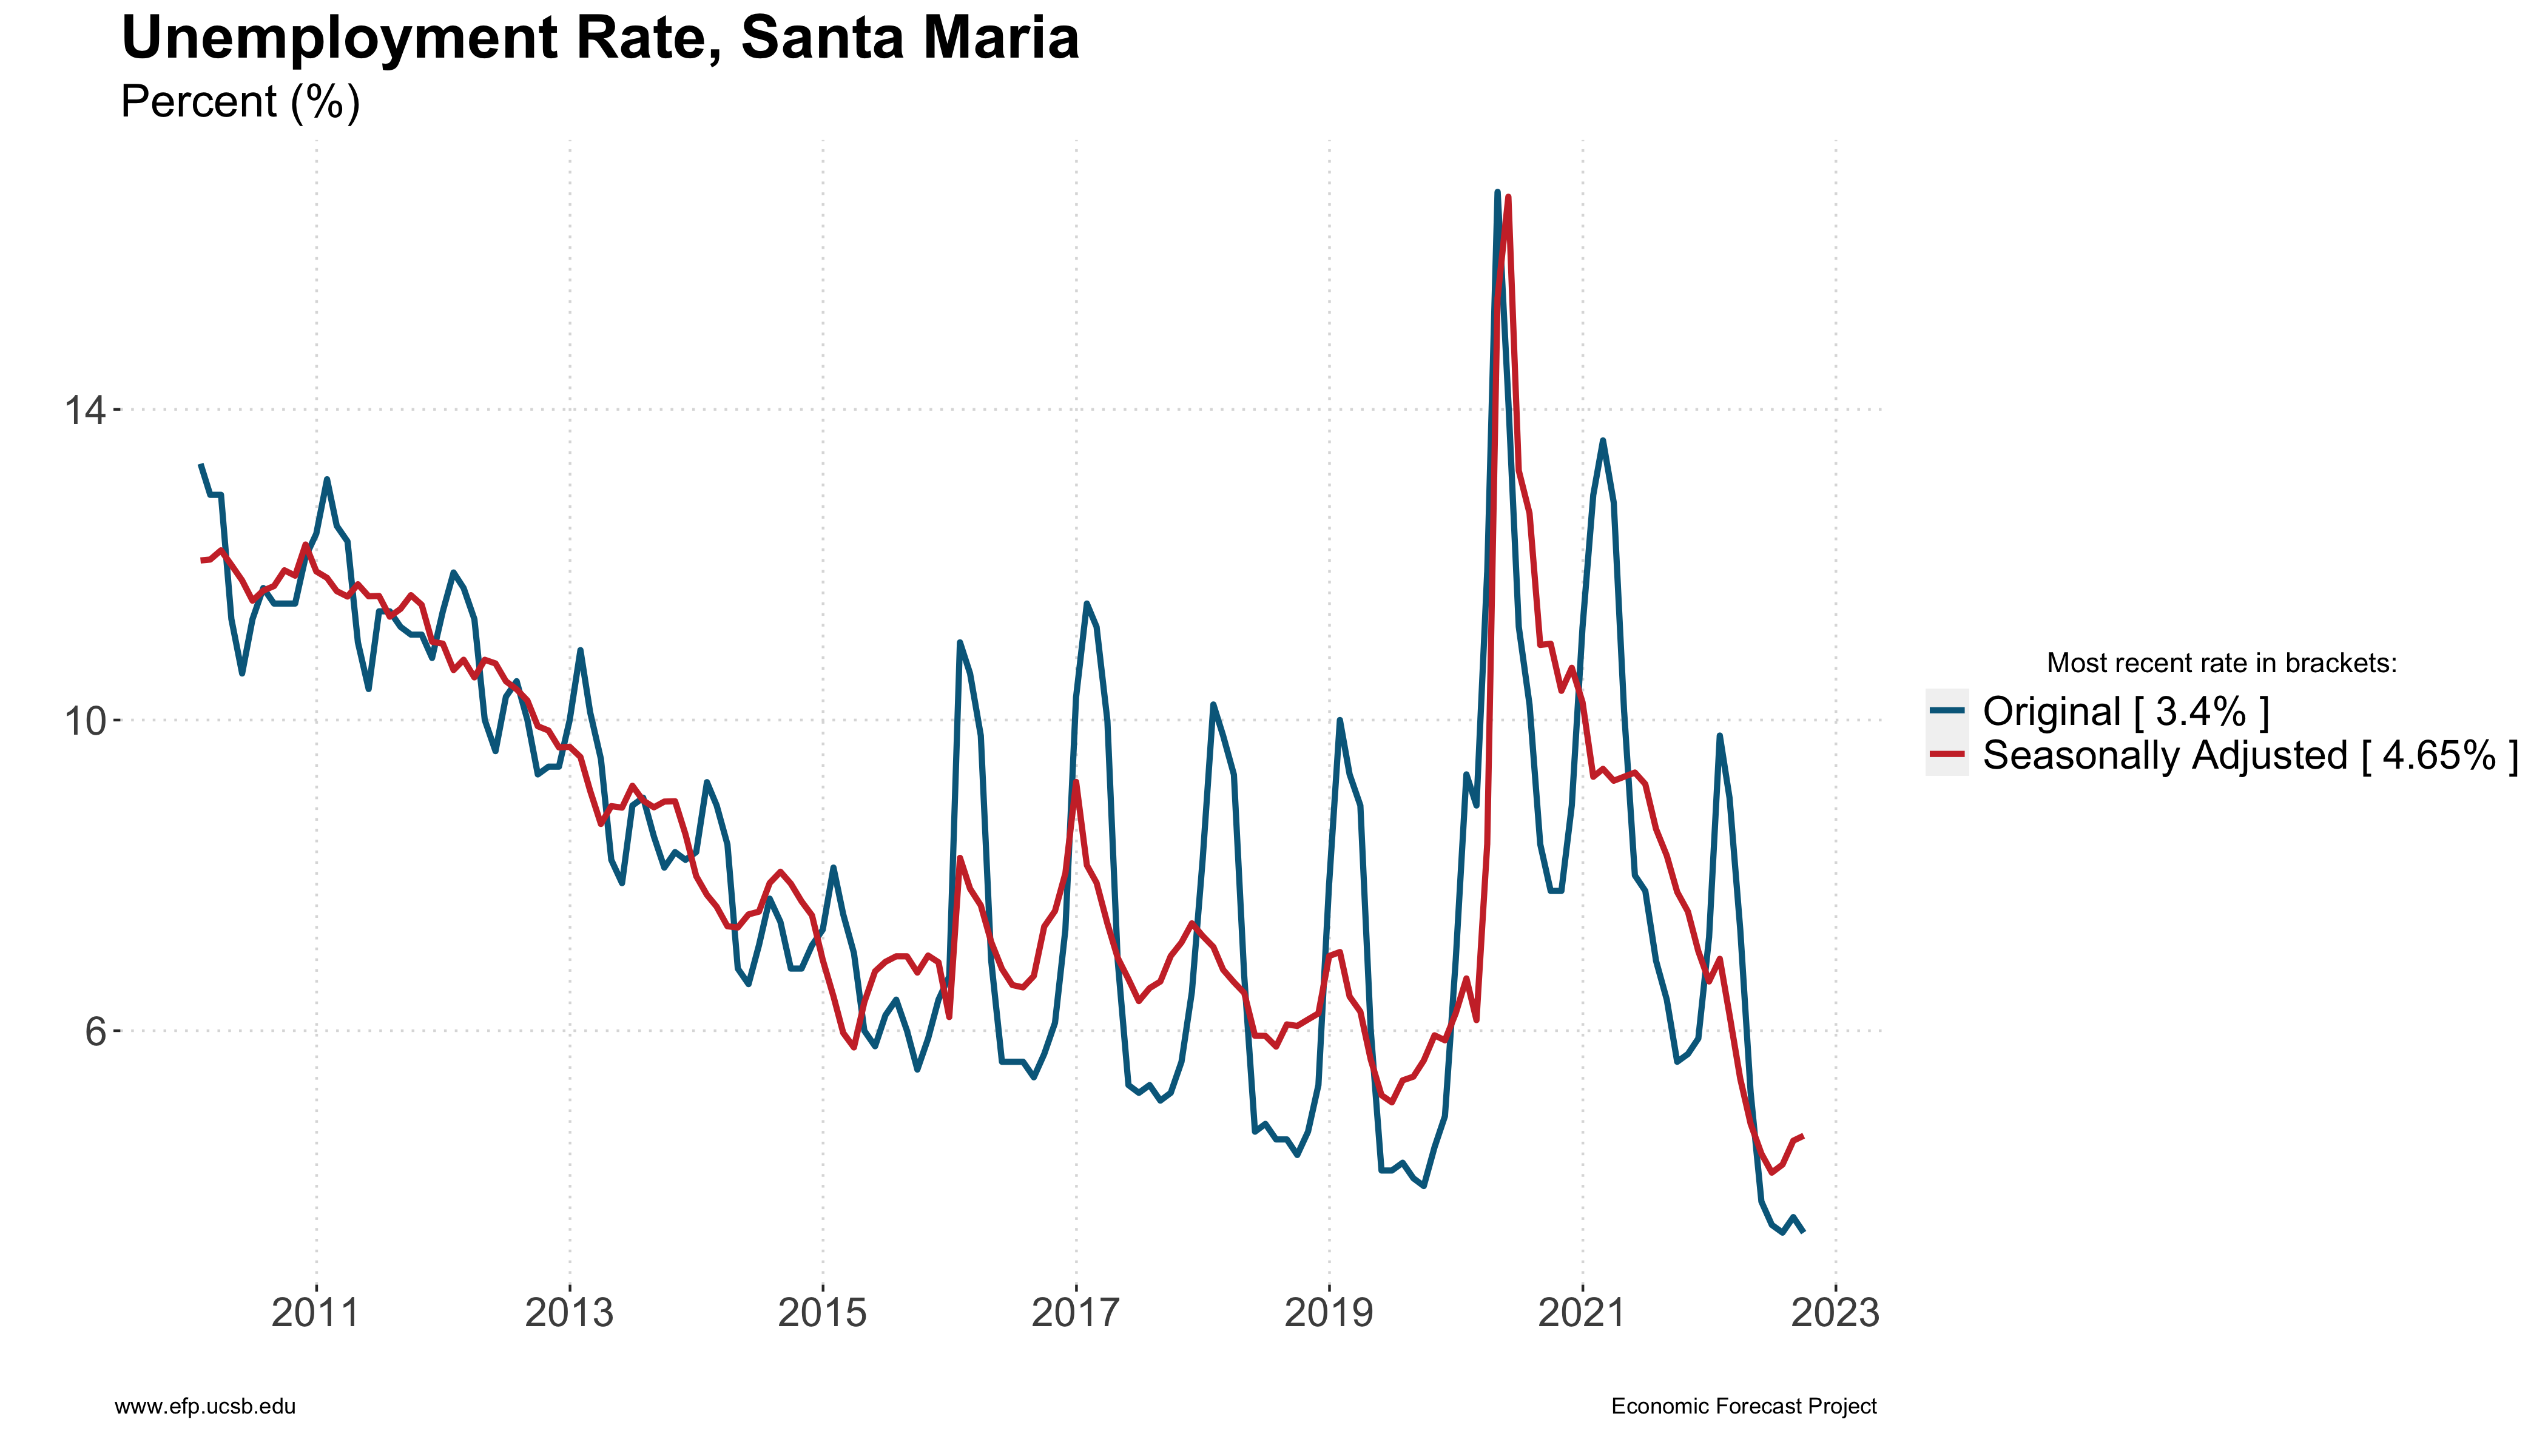 Unemployment Rate, Santa Maria
Percent (%)
14
10
6
2011 2013 2015 2017 2019 2021 2023
Most recent rate in brackets:
Original [ 3.4% ]
Seasonally Adjusted [ 4.65% ]
www.efp.ucsb.edu
Economic Forecast Project